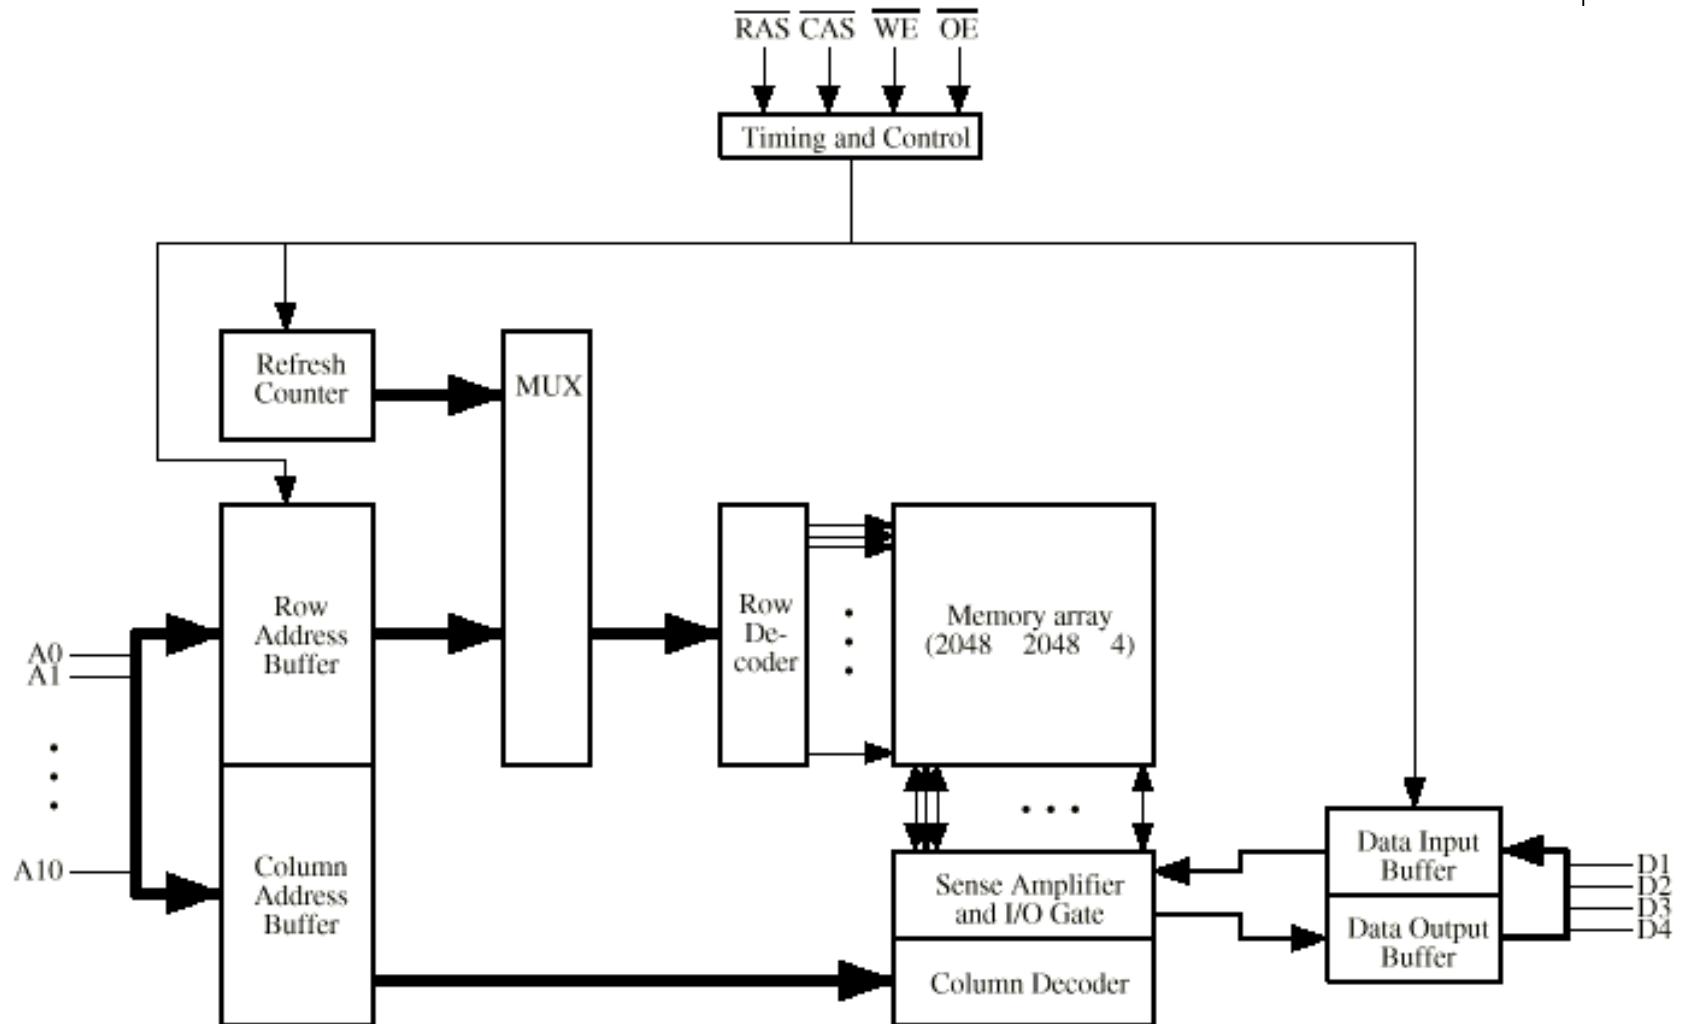 RAS CAS WE OE
Timing and Control
Refresh
Counter
MUX
Row
Address
Buffer
Row
De-
coder
Memory array
(2048 2048 4)
A0
A1
A10
Column
Address
Buffer
Sense Amplifier
and I/O Gate
Column Decoder
Data Input
Buffer
Data Output
Buffer
D1
D2
D3
D4